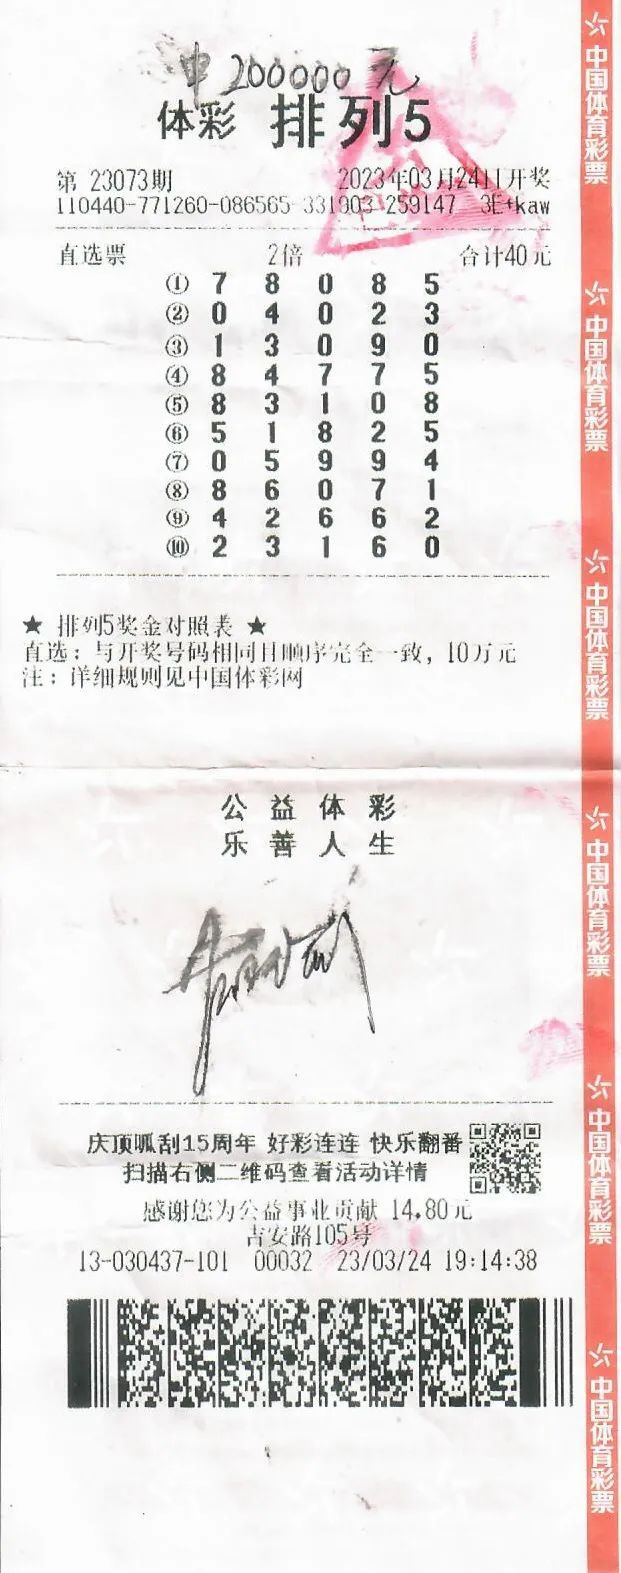 中200000元
体彩 排列5
第 23073期 2023年03月24日开奖
110440-771260-086565-331903-259147 3E+kaw
直选票 2倍 合计40元
① 7 8 0 8 5
② 0 4 0 2 3
③ 1 3 0 9 0
④ 8 4 7 7 5
⑤ 8 3 1 0 8
⑥ 5 1 8 2 5
⑦ 0 5 9 9 4
⑧ 8 6 0 7 1
⑨ 4 2 6 6 2
⑩ 2 3 1 6 0
★ 排列5奖金对照表 ★
直选：与开奖号码相同且顺序完全一致，10万元
注：详细规则见中国体彩网
公益体彩
乐善人生
庆顶呱刮15周年 好彩连连 快乐翻番
扫描右侧二维码查看活动详情
感谢您为公益事业贡献 14.80元
吉安路105号
13-030437-101 00032 23/03/24 19:14:38
中国体育彩票
中国体育彩票
中国体育彩票
中国体育彩票
中国体育彩票
中国体育彩票